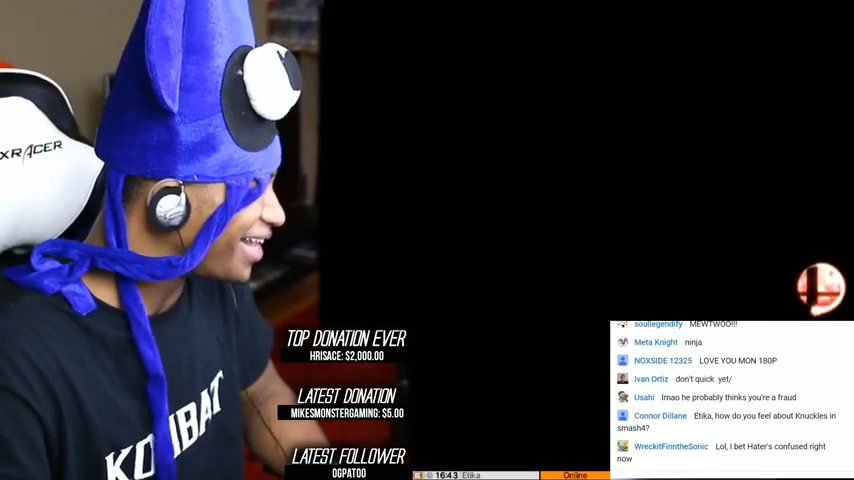 XRACER
KOMBAT
TOP DONATION EVER
HRISACE: $2,000.00
LATEST DONATION
MIKESMONSTERGAMING: $5.00
LATEST FOLLOWER
OGPATOO
16:43 Etika
Online
soullegendify MEWTWOO!!!
Meta Knight ninja
NOXSIDE 12325 LOVE YOU MON 180P
Ivan Ortiz don't quick yet/
Usahi lmao he probably thinks you're a fraud
Connor Dillane Etika, how do you feel about Knuckles in
smash4?
WreckitFinntheSonic Lol, I bet Hater's confused right
now